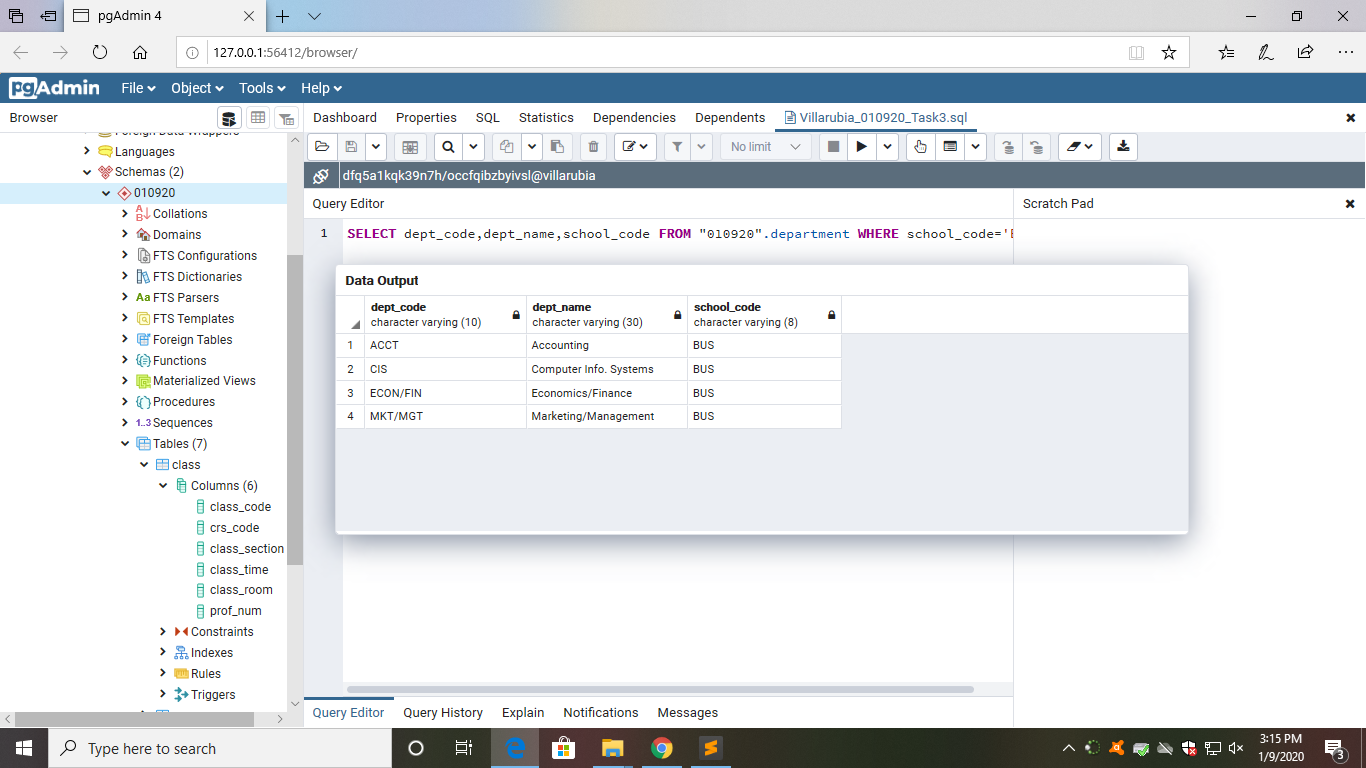 pgAdmin 4
127.0.0.1:56412/browser/
pgAdmin File Object Tools Help
Browser
Dashboard Properties SQL Statistics Dependencies Dependents Villarubia_010920_Task3.sql
No limit
dfq5a1kqk39n7h/occfqibzbyivsl@villarubia
Query Editor
Scratch Pad
1 SELECT dept_code,dept_name,school_code FROM "010920".department WHERE school_code='
Data Output
dept_code dept_name school_code
character varying (10) character varying (30) character varying (8)
1 ACCT Accounting BUS
2 CIS Computer Info. Systems BUS
3 ECON/FIN Economics/Finance BUS
4 MKT/MGT Marketing/Management BUS
Foreign Data Wrappers
Languages
Schemas (2)
010920
Collations
Domains
FTS Configurations
FTS Dictionaries
Aa FTS Parsers
FTS Templates
Foreign Tables
Functions
Materialized Views
Procedures
1..3 Sequences
Tables (7)
class
Columns (6)
class_code
crs_code
class_section
class_time
class_room
prof_num
Constraints
Indexes
Rules
Triggers
Query Editor Query History Explain Notifications Messages
Type here to search
3:15 PM
1/9/2020
3